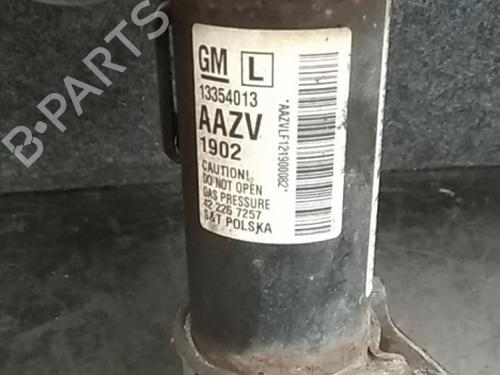 GM L
13354013
AAZV
1902
CAUTION!
DO NOT OPEN
GAS PRESSURE
42 226 7257
S&T POLSKA
*AAZVLF121900082*
B-PARTS